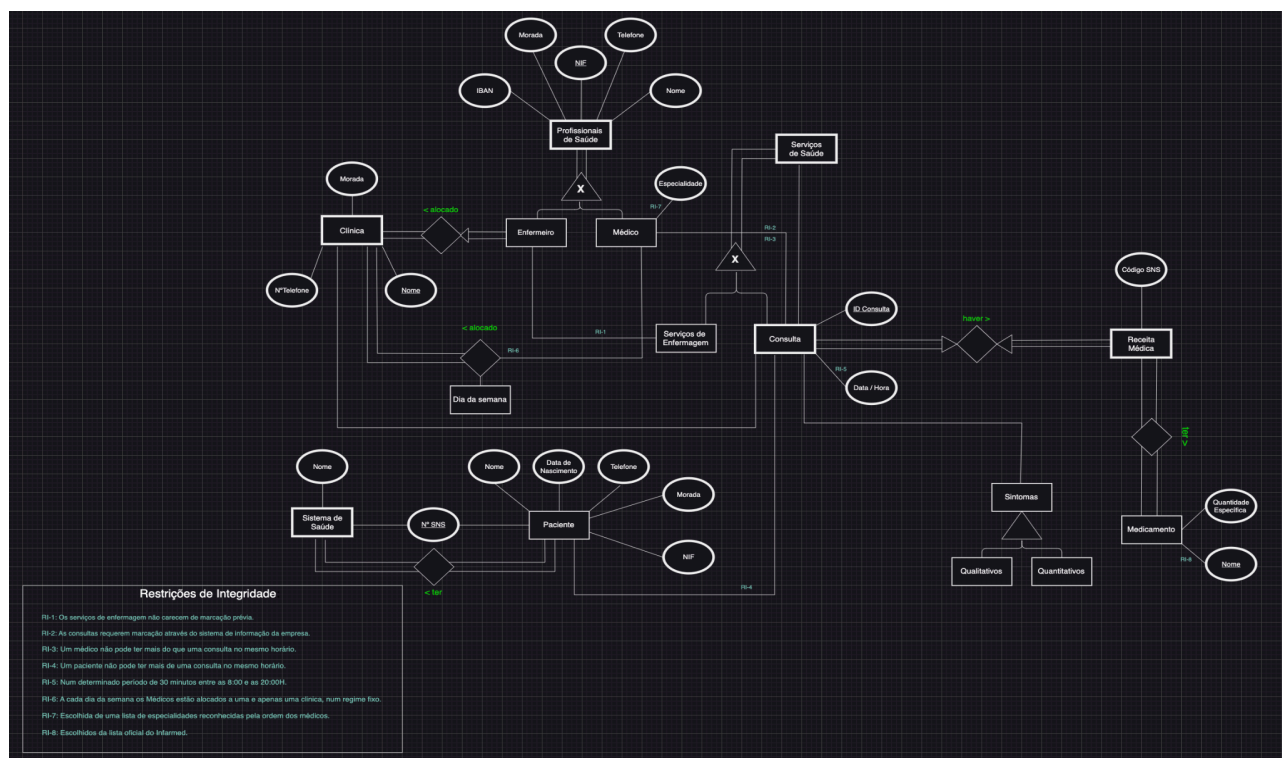 Morada
Telefone
NIF
IBAN
Nome
Profissionais
de Saúde
Serviços
de Saúde
X
Morada
Especialidade
< alocado
RI-7
Clínica
Enfermeiro
Médico
RI-2
RI-3
X
Código SNS
NºTelefone
Nome
ID Consulta
haver >
< alocado
RI-1
Serviços de
Enfermagem
Consulta
Receita
Médica
RI-6
RI-5
Data / Hora
Dia da semana
ter >
Nome
Nome
Data de
Nascimento
Telefone
Morada
Sintomas
Quantidade
Específica
Sistema de
Saúde
Nº SNS
Paciente
Medicamento
NIF
RI-8
Nome
Qualitativos
Quantitativos
< ter
RI-4
Restrições de Integridade
RI-1: Os serviços de enfermagem não carecem de marcação prévia.
RI-2: As consultas requerem marcação através do sistema de informação da empresa.
RI-3: Um médico não pode ter mais do que uma consulta no mesmo horário.
RI-4: Um paciente não pode ter mais de uma consulta no mesmo horário.
RI-5: Num determinado período de 30 minutos entre as 8:00 e as 20:00H.
RI-6: A cada dia da semana os Médicos estão alocados a uma e apenas uma clínica, num regime fixo.
RI-7: Escolhida de uma lista de especialidades reconhecidas pela ordem dos médicos.
RI-8: Escolhidos da lista oficial do Infarmed.